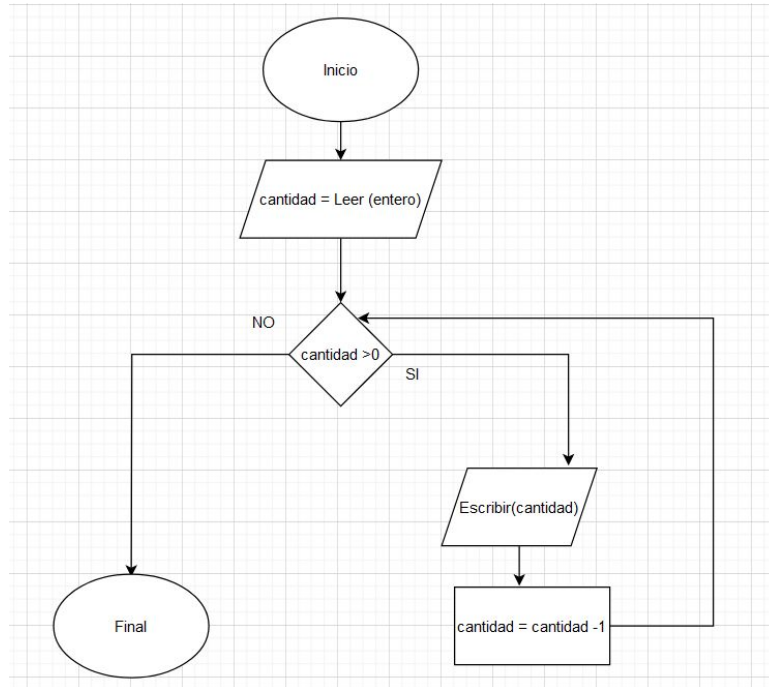 Inicio
cantidad = Leer (entero)
NO
cantidad >0
SI
Escribir(cantidad)
cantidad = cantidad -1
Final